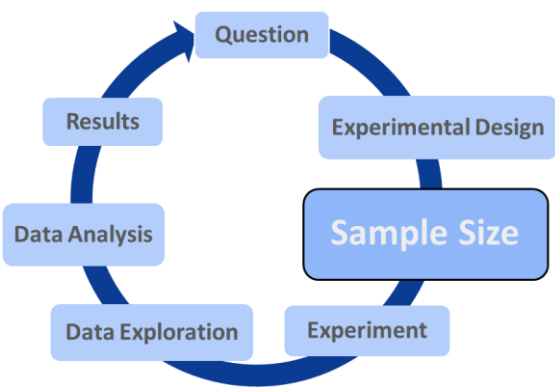 Question
Experimental Design
Sample Size
Experiment
Data Exploration
Data Analysis
Results